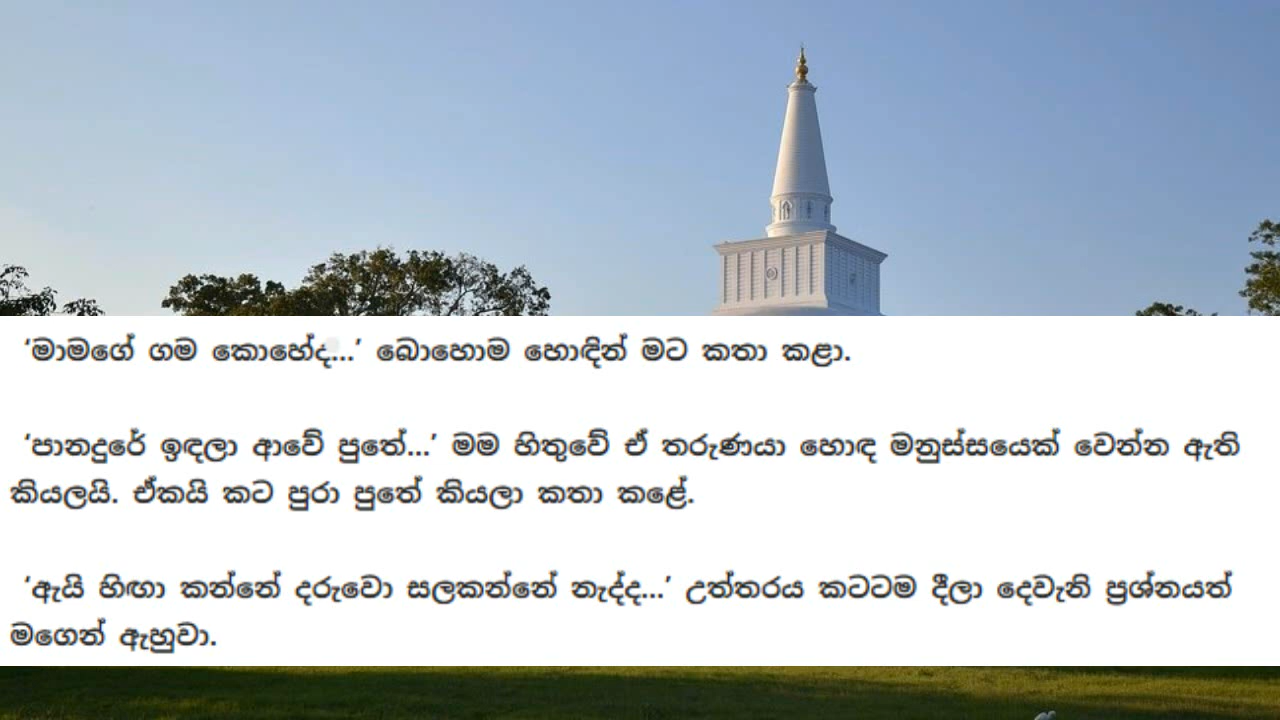 ‘මාමගේ ගම කොහේද...’ බොහොම හොඳින් මට කතා කළා.
‘පානදුරේ ඉඳලා ආවේ පුතේ...’ මම හිතුවේ ඒ තරුණයා හොඳ මනුස්සයෙක් වෙන්න ඇති
කියලයි. ඒකයි කට පුරා පුතේ කියලා කතා කළේ.
‘ඇයි හිඟා කන්නේ දරුවො සලකන්නේ නැද්ද...’ උත්තරය කටටම දීලා දෙවැනි ප්‍රශ්නයත්
මගෙන් ඇහුවා.